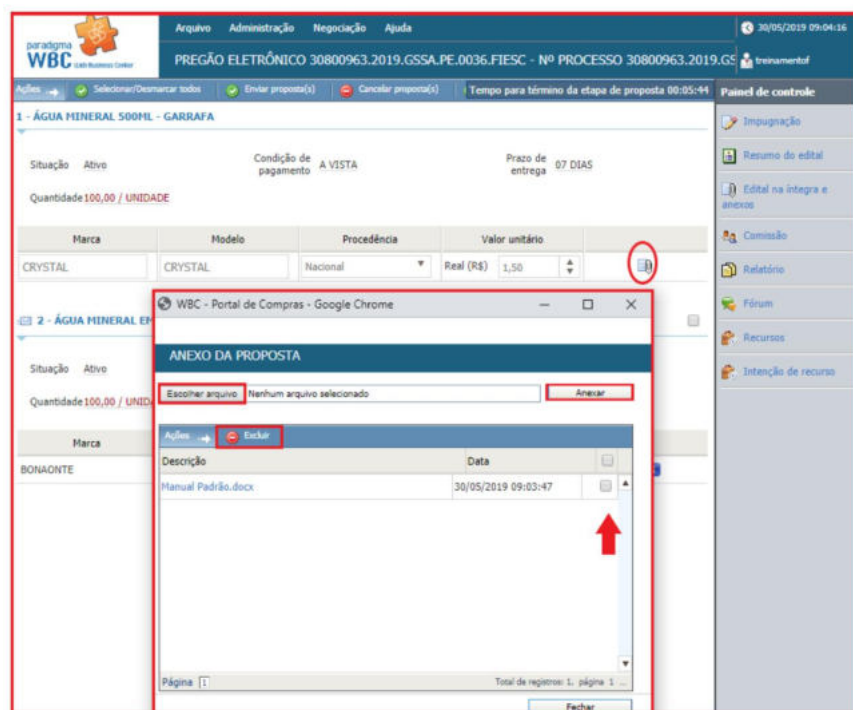 paradigma
WBC Web Business Center
Arquivo Administração Negociação Ajuda
30/05/2019 09:04:16
PREGÃO ELETRÔNICO 30800963.2019.GSSA.PE.0036.FIESC - Nº PROCESSO 30800963.2019.GS
treinamentof
Ações Selecionar/Desmarcar todos Enviar proposta(s) Cancelar proposta(s) Tempo para término da etapa de proposta 00:05:44
Painel de controle
Impugnação
Resumo do edital
Edital na íntegra e
anexos
Comissão
Relatório
Fórum
Recursos
Intenção de recurso
1 - ÁGUA MINERAL 500ML - GARRAFA
Situação Ativo Condição de pagamento A VISTA Prazo de entrega 07 DIAS
Quantidade 100,00 / UNIDADE
Marca Modelo Procedência Valor unitário
CRYSTAL CRYSTAL Nacional Real (R$) 1,50
2 - ÁGUA MINERAL EM
Situação Ativo
Quantidade 100,00 / UNID
Marca
BONAONTE
WBC - Portal de Compras - Google Chrome
ANEXO DA PROPOSTA
Escolher arquivo Nenhum arquivo selecionado Anexar
Ações Excluir
Descrição Data
Manual Padrão.docx 30/05/2019 09:03:47
Página 1 Total de registros: 1, página 1 ...
Fechar